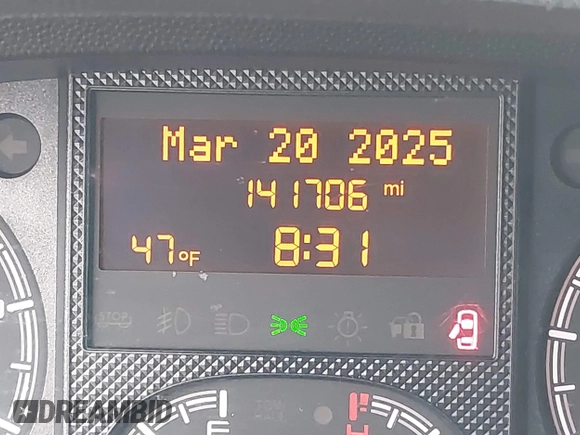 Mar 20 2025
141706 mi
47°F 8:31
STOP
F H
DREAMBID